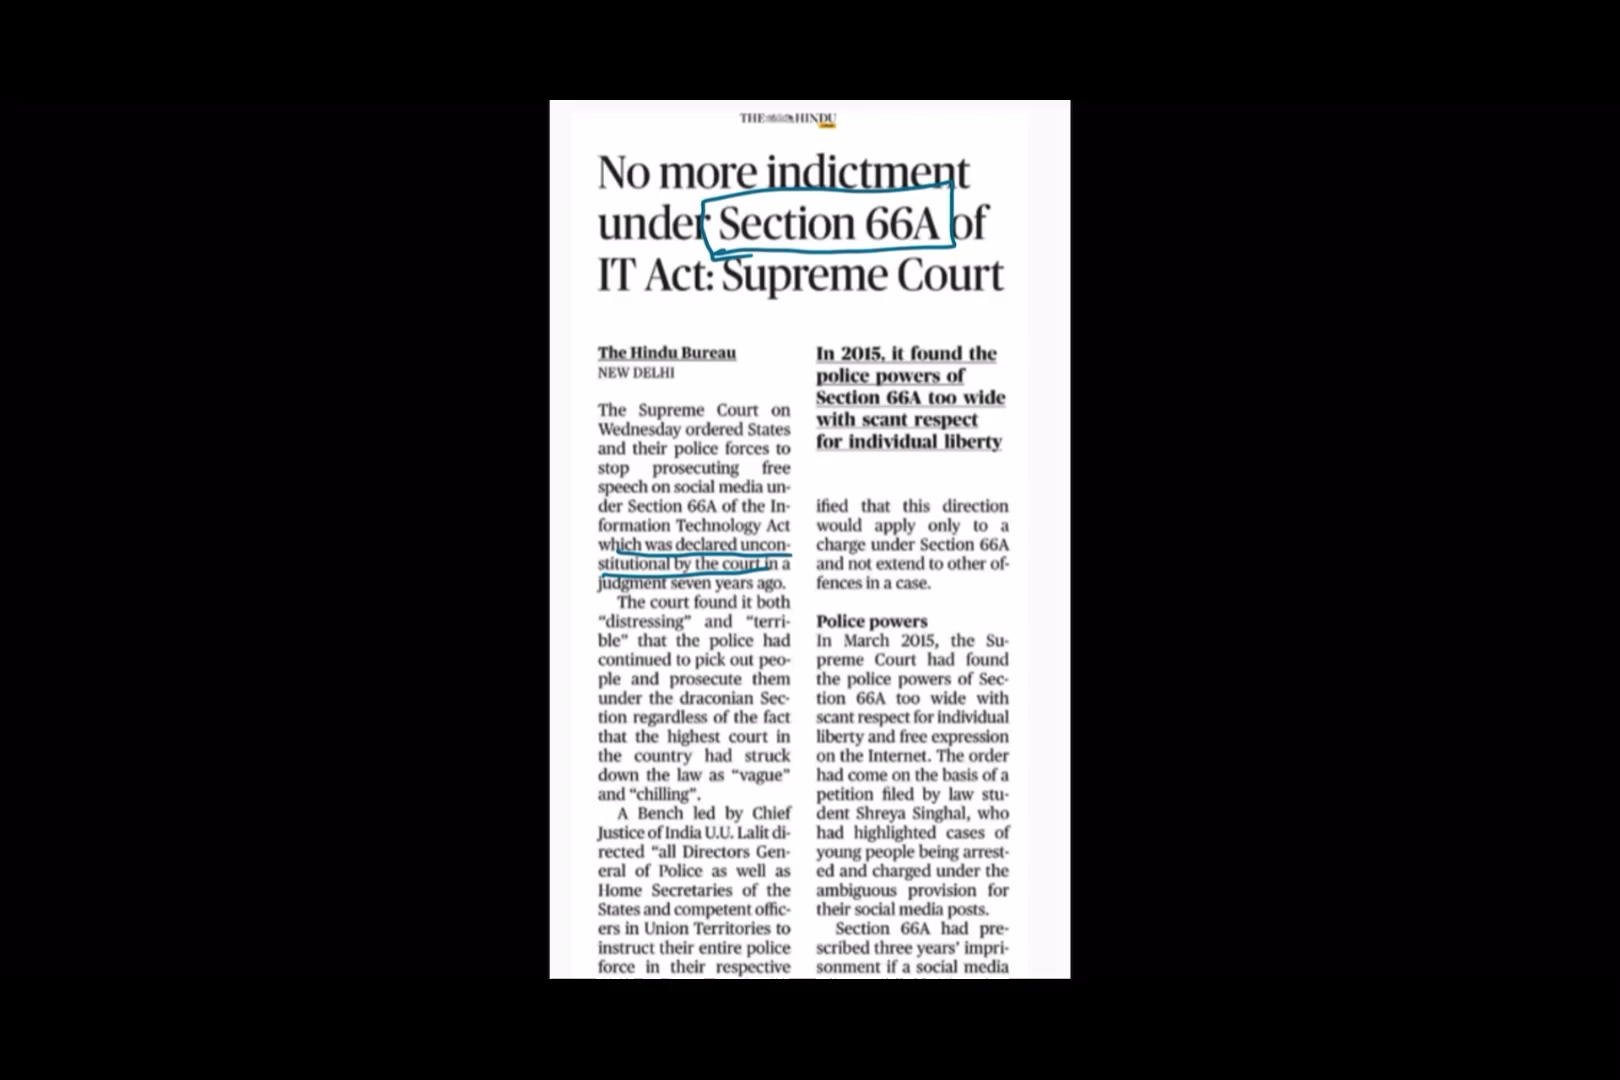 THE HINDU
No more indictment
under Section 66A of
IT Act: Supreme Court
The Hindu Bureau
NEW DELHI
The Supreme Court on
Wednesday ordered States
and their police forces to
stop prosecuting free
speech on social media un-
der Section 66A of the In-
formation Technology Act
which was declared uncon-
stitutional by the court in a
judgment seven years ago.
The court found it both
“distressing” and “terri-
ble” that the police had
continued to pick out peo-
ple and prosecute them
under the draconian Sec-
tion regardless of the fact
that the highest court in
the country had struck
down the law as “vague”
and “chilling”.
A Bench led by Chief
Justice of India U.U. Lalit di-
rected “all Directors Gen-
eral of Police as well as
Home Secretaries of the
States and competent offic-
ers in Union Territories to
instruct their entire police
force in their respective
In 2015, it found the
police powers of
Section 66A too wide
with scant respect
for individual liberty
ified that this direction
would apply only to a
charge under Section 66A
and not extend to other of-
fences in a case.
Police powers
In March 2015, the Su-
preme Court had found
the police powers of Sec-
tion 66A too wide with
scant respect for individual
liberty and free expression
on the Internet. The order
had come on the basis of a
petition filed by law stu-
dent Shreya Singhal, who
had highlighted cases of
young people being arrest-
ed and charged under the
ambiguous provision for
their social media posts.
Section 66A had pre-
scribed three years’ impri-
sonment if a social media